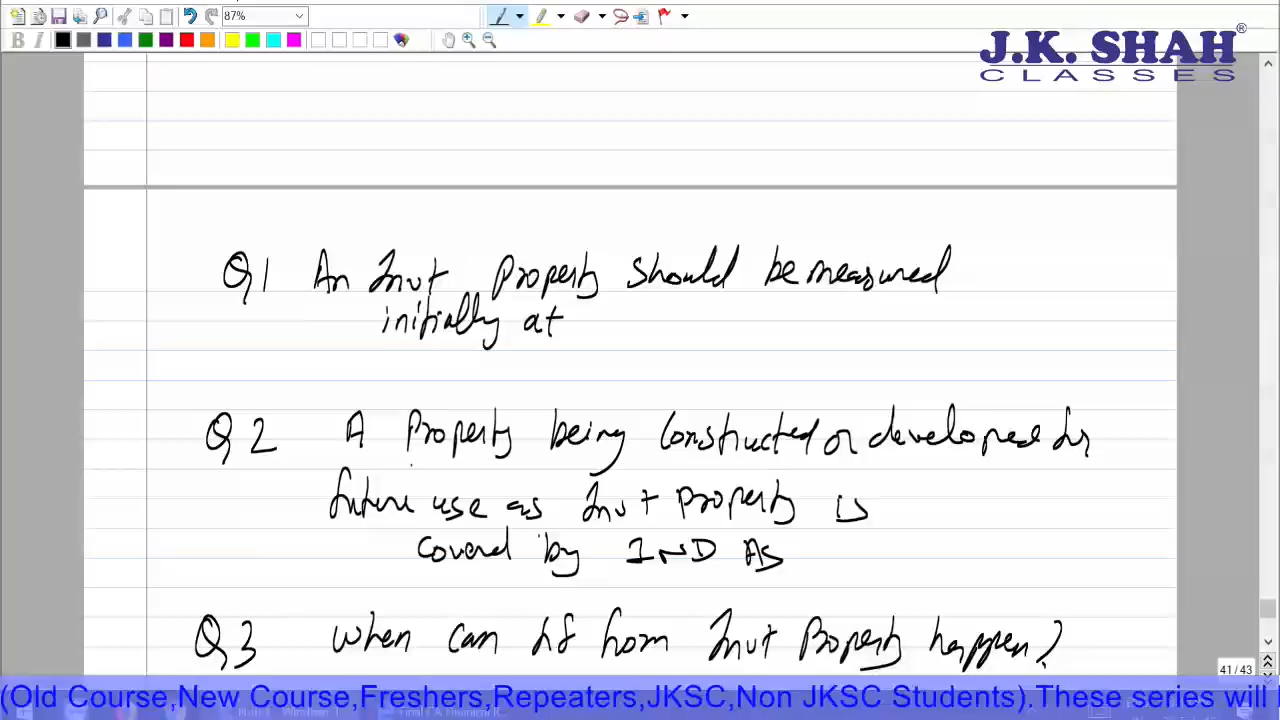 87%
B I
J.K. SHAH
®
CLASSES
Q1 An Invt Property should be measured
initially at
Q2 A Property being constructed or developed for
future use as Invt property is
covered by IND AS
Q3 When can tf from Invt Property happen?
41 / 43
(Old Course,New Course,Freshers,Repeaters,JKSC,Non JKSC Students).These series will